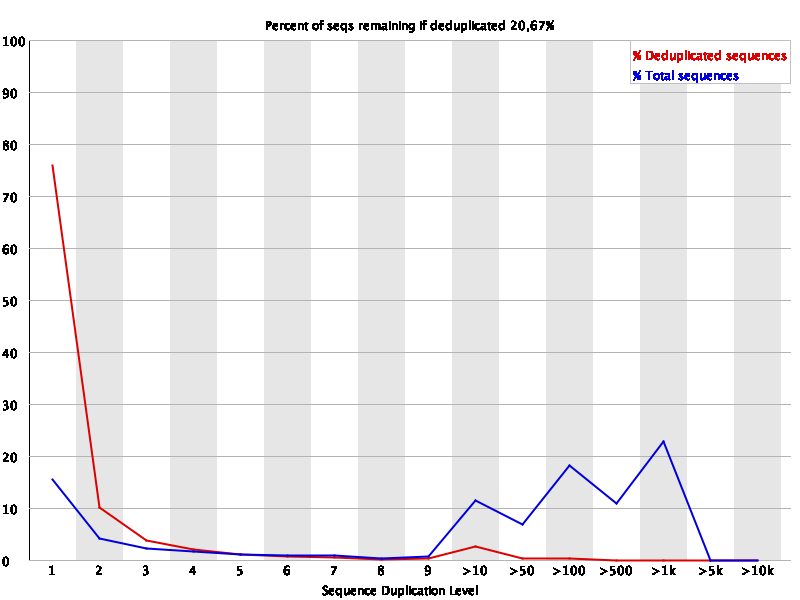 Percent of seqs remaining if deduplicated 20,67%
% Deduplicated sequences
% Total sequences
100
90
80
70
60
50
40
30
20
10
0
1 2 3 4 5 6 7 8 9 >10 >50 >100 >500 >1k >5k >10k
Sequence Duplication Level